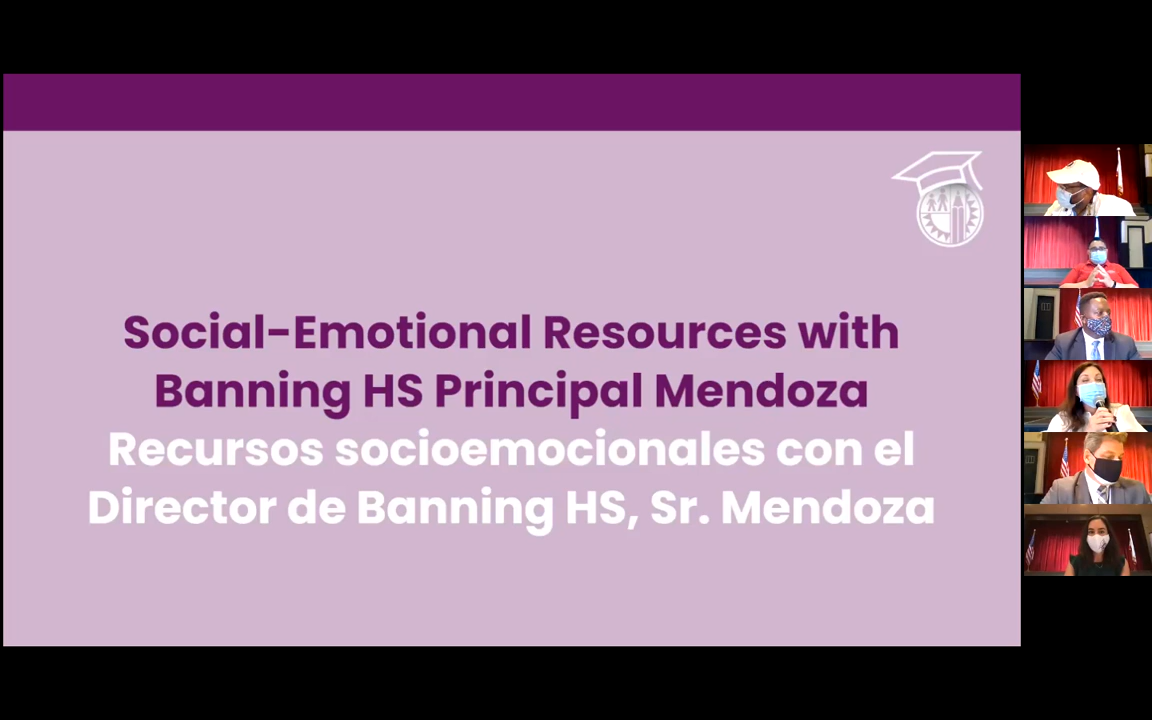 Social-Emotional Resources with
Banning HS Principal Mendoza
Recursos socioemocionales con el
Director de Banning HS, Sr. Mendoza